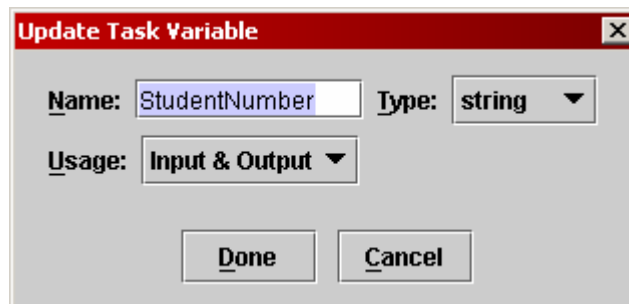 Update Task Variable
Name: StudentNumber Type: string
Usage: Input & Output
Done Cancel